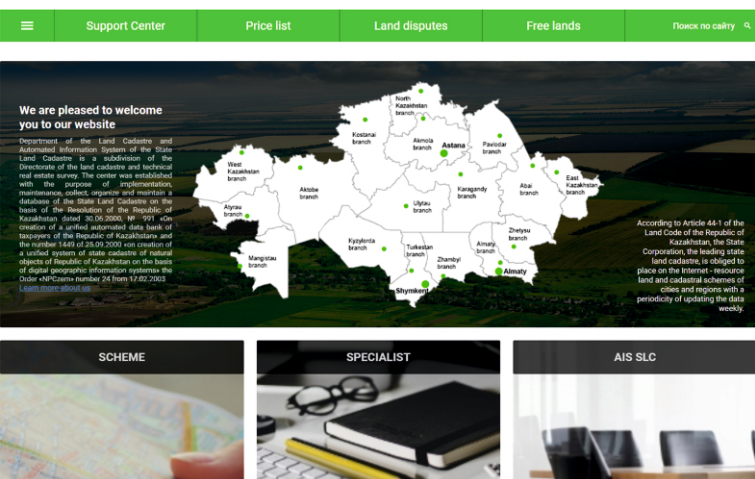 Support Center
Price list
Land disputes
Free lands
Поиск по сайту
We are pleased to welcome
you to our website
Department of the Land Cadastre and
Automated Information System of the State
Land Cadastre is a subdivision of the
Directorate of the land cadastre and technical
real estate survey. The center was established
with the purpose of implementation,
maintenance, collect, organize and maintain a
database of the State Land Cadastre on the
basis of the Resolution of the Republic of
Kazakhstan dated 30.06.2000, № 991 «On
creation of a unified automated data bank of
taxpayers of the Republic of Kazakhstan» and
the number 1449 of 25.09.2000 «on creation of
a unified system of state cadastre of natural
objects of Republic of Kazakhstan on the basis
of digital geographic information systems» the
Order «NPCzem» number 24 from 17.02.2003
Learn more about us
North
Kazakhstan
branch
Kostanai
branch
Akmola
branch
Astana
Pavlodar
branch
West
Kazakhstan
branch
Aktobe
branch
Karagandy
branch
Abai
branch
East
Kazakhstan
branch
Atyrau
branch
Ulytau
branch
Kyzylorda
branch
Turkestan
branch
Zhambyl
branch
Almaty
branch
Zhetysu
branch
Mangistau
branch
Almaty
Shymkent
According to Article 44-1 of the
Land Code of the Republic of
Kazakhstan, the State
Corporation, the leading state
land cadastre, is obliged to
place on the Internet - resource
land and cadastral schemes of
cities and regions with a
periodicity of updating the data
weekly.
SCHEME
SPECIALIST
AIS SLC